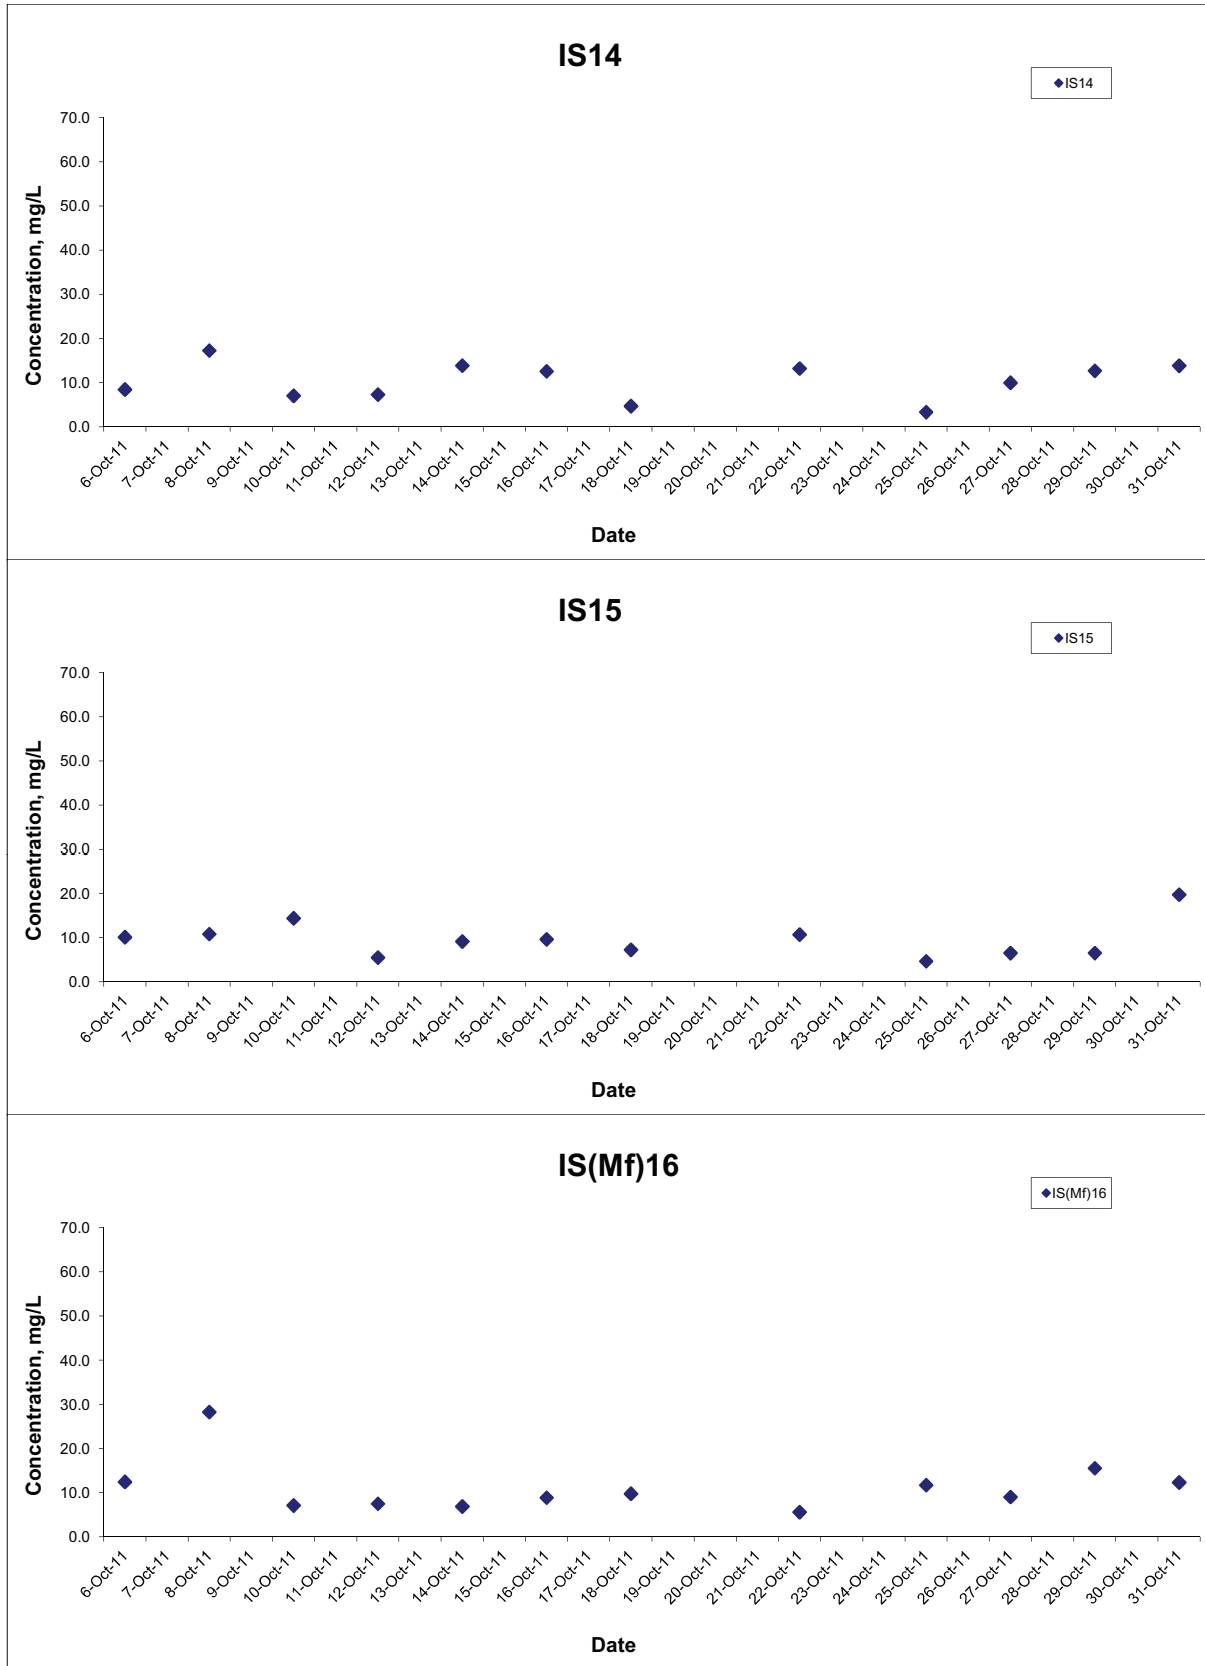 IS14
IS14
70.0
60.0
50.0
40.0
30.0
20.0
10.0
0.0
Concentration, mg/L
6-Oct-11 7-Oct-11 8-Oct-11 9-Oct-11 10-Oct-11 11-Oct-11 12-Oct-11 13-Oct-11 14-Oct-11 15-Oct-11 16-Oct-11 17-Oct-11 18-Oct-11 19-Oct-11 20-Oct-11 21-Oct-11 22-Oct-11 23-Oct-11 24-Oct-11 25-Oct-11 26-Oct-11 27-Oct-11 28-Oct-11 29-Oct-11 30-Oct-11 31-Oct-11
Date
IS15
IS15
70.0
60.0
50.0
40.0
30.0
20.0
10.0
0.0
Concentration, mg/L
6-Oct-11 7-Oct-11 8-Oct-11 9-Oct-11 10-Oct-11 11-Oct-11 12-Oct-11 13-Oct-11 14-Oct-11 15-Oct-11 16-Oct-11 17-Oct-11 18-Oct-11 19-Oct-11 20-Oct-11 21-Oct-11 22-Oct-11 23-Oct-11 24-Oct-11 25-Oct-11 26-Oct-11 27-Oct-11 28-Oct-11 29-Oct-11 30-Oct-11 31-Oct-11
Date
IS(Mf)16
IS(Mf)16
70.0
60.0
50.0
40.0
30.0
20.0
10.0
0.0
Concentration, mg/L
6-Oct-11 7-Oct-11 8-Oct-11 9-Oct-11 10-Oct-11 11-Oct-11 12-Oct-11 13-Oct-11 14-Oct-11 15-Oct-11 16-Oct-11 17-Oct-11 18-Oct-11 19-Oct-11 20-Oct-11 21-Oct-11 22-Oct-11 23-Oct-11 24-Oct-11 25-Oct-11 26-Oct-11 27-Oct-11 28-Oct-11 29-Oct-11 30-Oct-11 31-Oct-11
Date